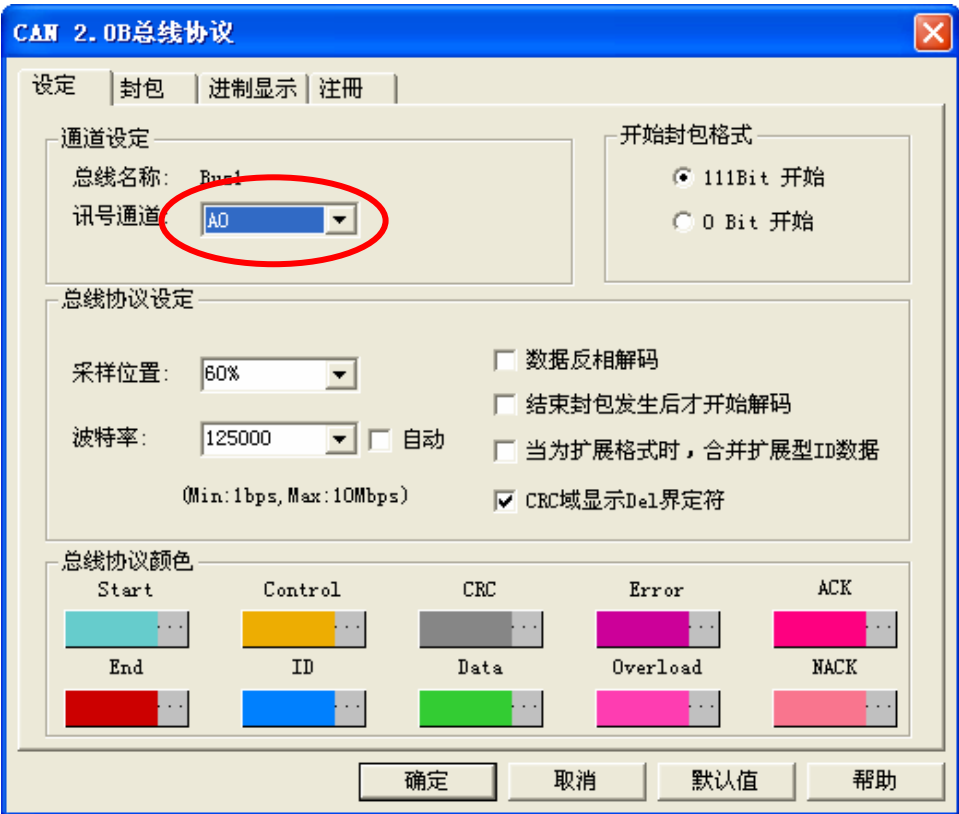 CAN 2.0B总线协议
设定 封包 进制显示 注册
通道设定
总线名称: Bus1
讯号通道: A0
开始封包格式
111Bit 开始
0 Bit 开始
总线协议设定
采样位置: 60%
波特率: 125000 自动
(Min:1bps,Max:10Mbps)
数据反相解码
结束封包发生后才开始解码
当为扩展格式时，合并扩展型ID数据
CRC域显示Del界定符
总线协议颜色
Start Control CRC Error ACK
... ... ... ... ...
End ID Data Overload NACK
... ... ... ... ...
确定 取消 默认值 帮助